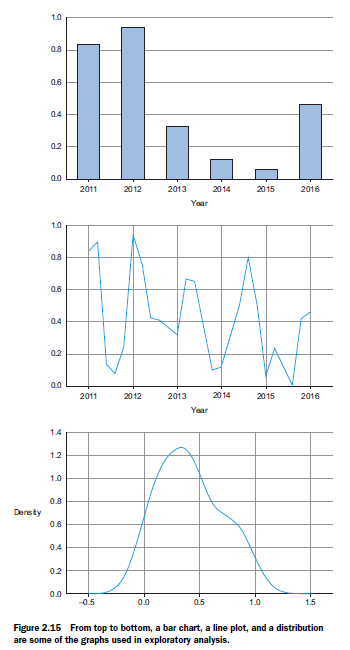 1.0
0.8
0.6
0.4
0.2
0.0
2011 2012 2013 2014 2015 2016
Year
1.0
0.8
0.6
0.4
0.2
0.0
2011 2012 2013 2014 2015 2016
Year
1.4
1.2
1.0
0.8
Density
0.6
0.4
0.2
0.0
–0.5 0.0 0.5 1.0 1.5
Figure 2.15 From top to bottom, a bar chart, a line plot, and a distribution
are some of the graphs used in exploratory analysis.